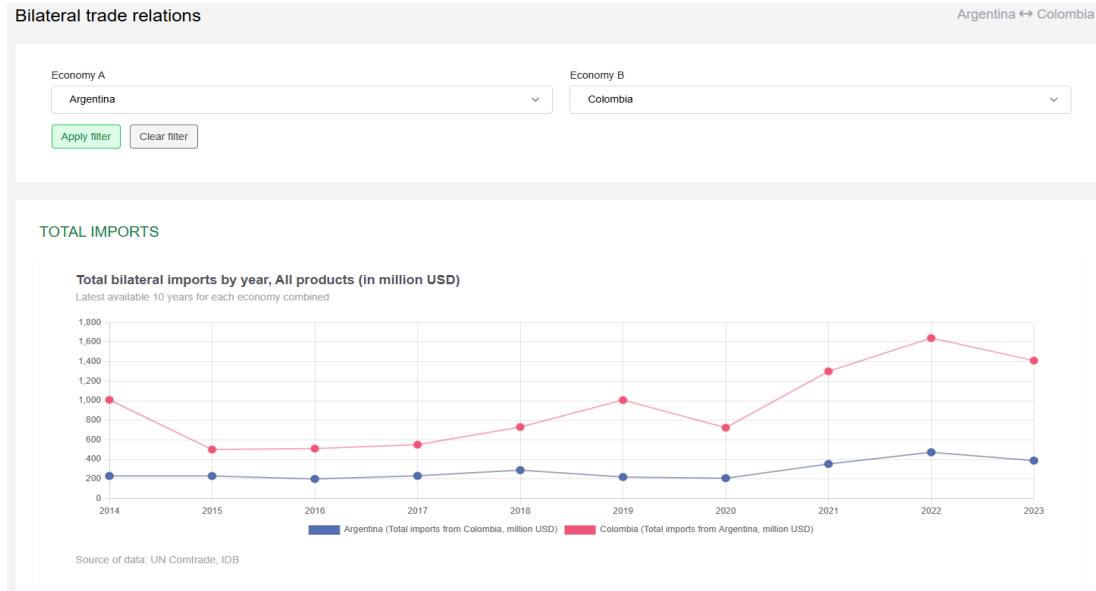 Bilateral trade relations
Argentina ↔ Colombia
Economy A
Economy B
Argentina
Colombia
Apply filter
Clear filter
TOTAL IMPORTS
Total bilateral imports by year, All products (in million USD)
Latest available 10 years for each economy combined
1,800
1,600
1,400
1,200
1,000
800
600
400
200
0
2014 2015 2016 2017 2018 2019 2020 2021 2022 2023
Argentina (Total imports from Colombia, million USD) Colombia (Total imports from Argentina, million USD)
Source of data: UN Comtrade, IDB